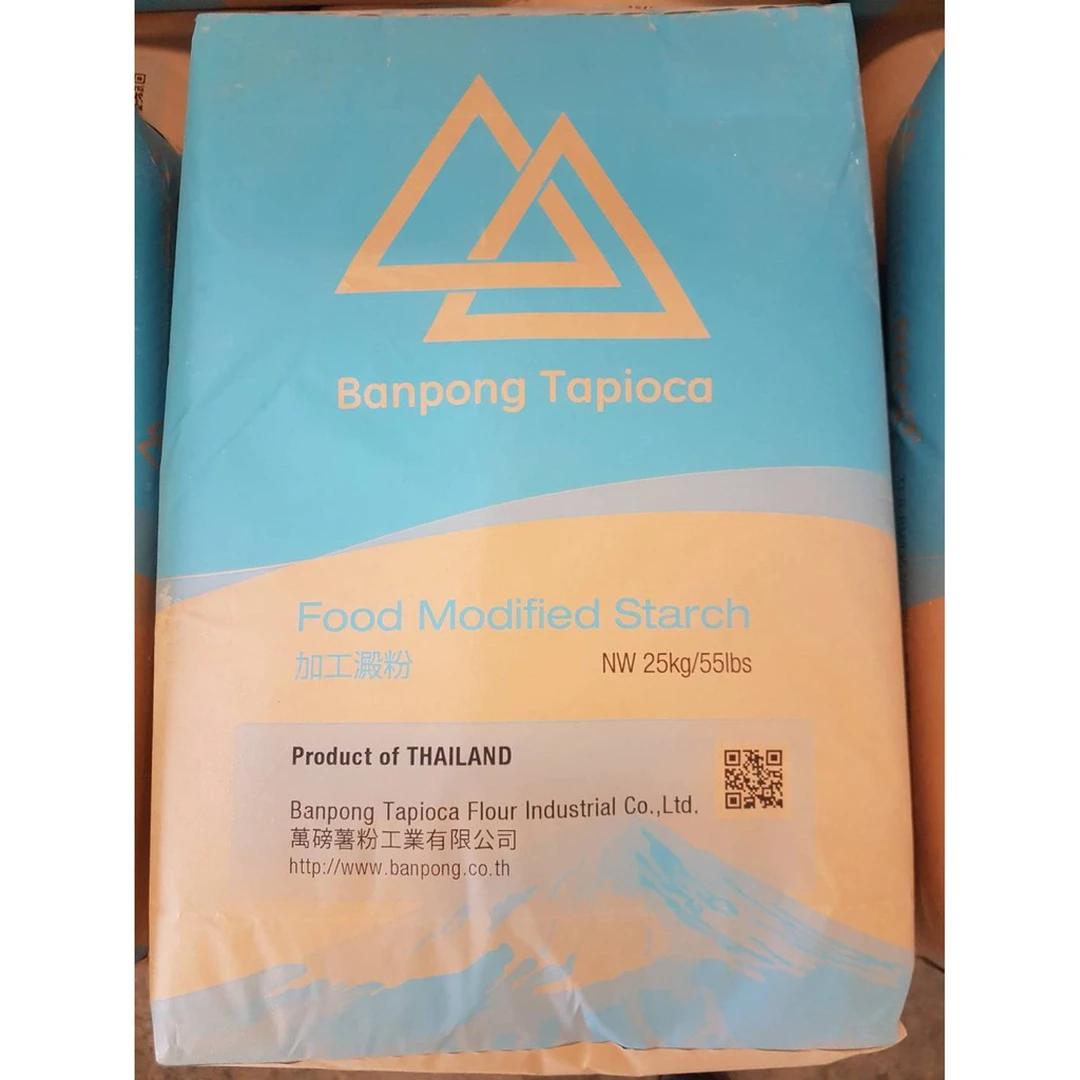 Banpong Tapioca
Food Modified Starch
加工澱粉
NW 25kg/55lbs
Product of THAILAND
Banpong Tapioca Flour Industrial Co.,Ltd.
萬磅薯粉工業有限公司
http://www.banpong.co.th